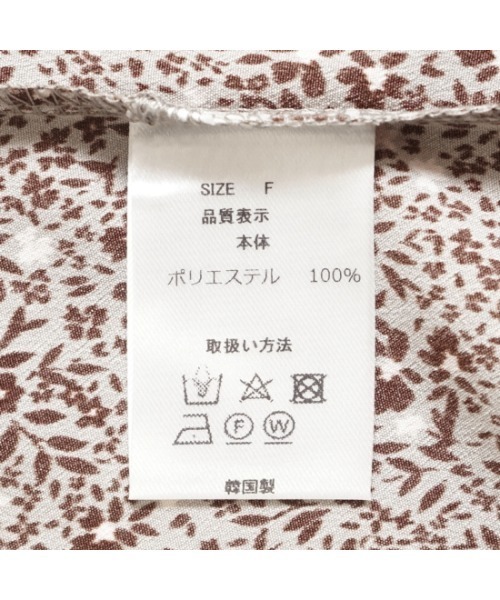 SIZE F
品質表示
本体
ポリエステル 100%
取扱い方法
F W
韓国製